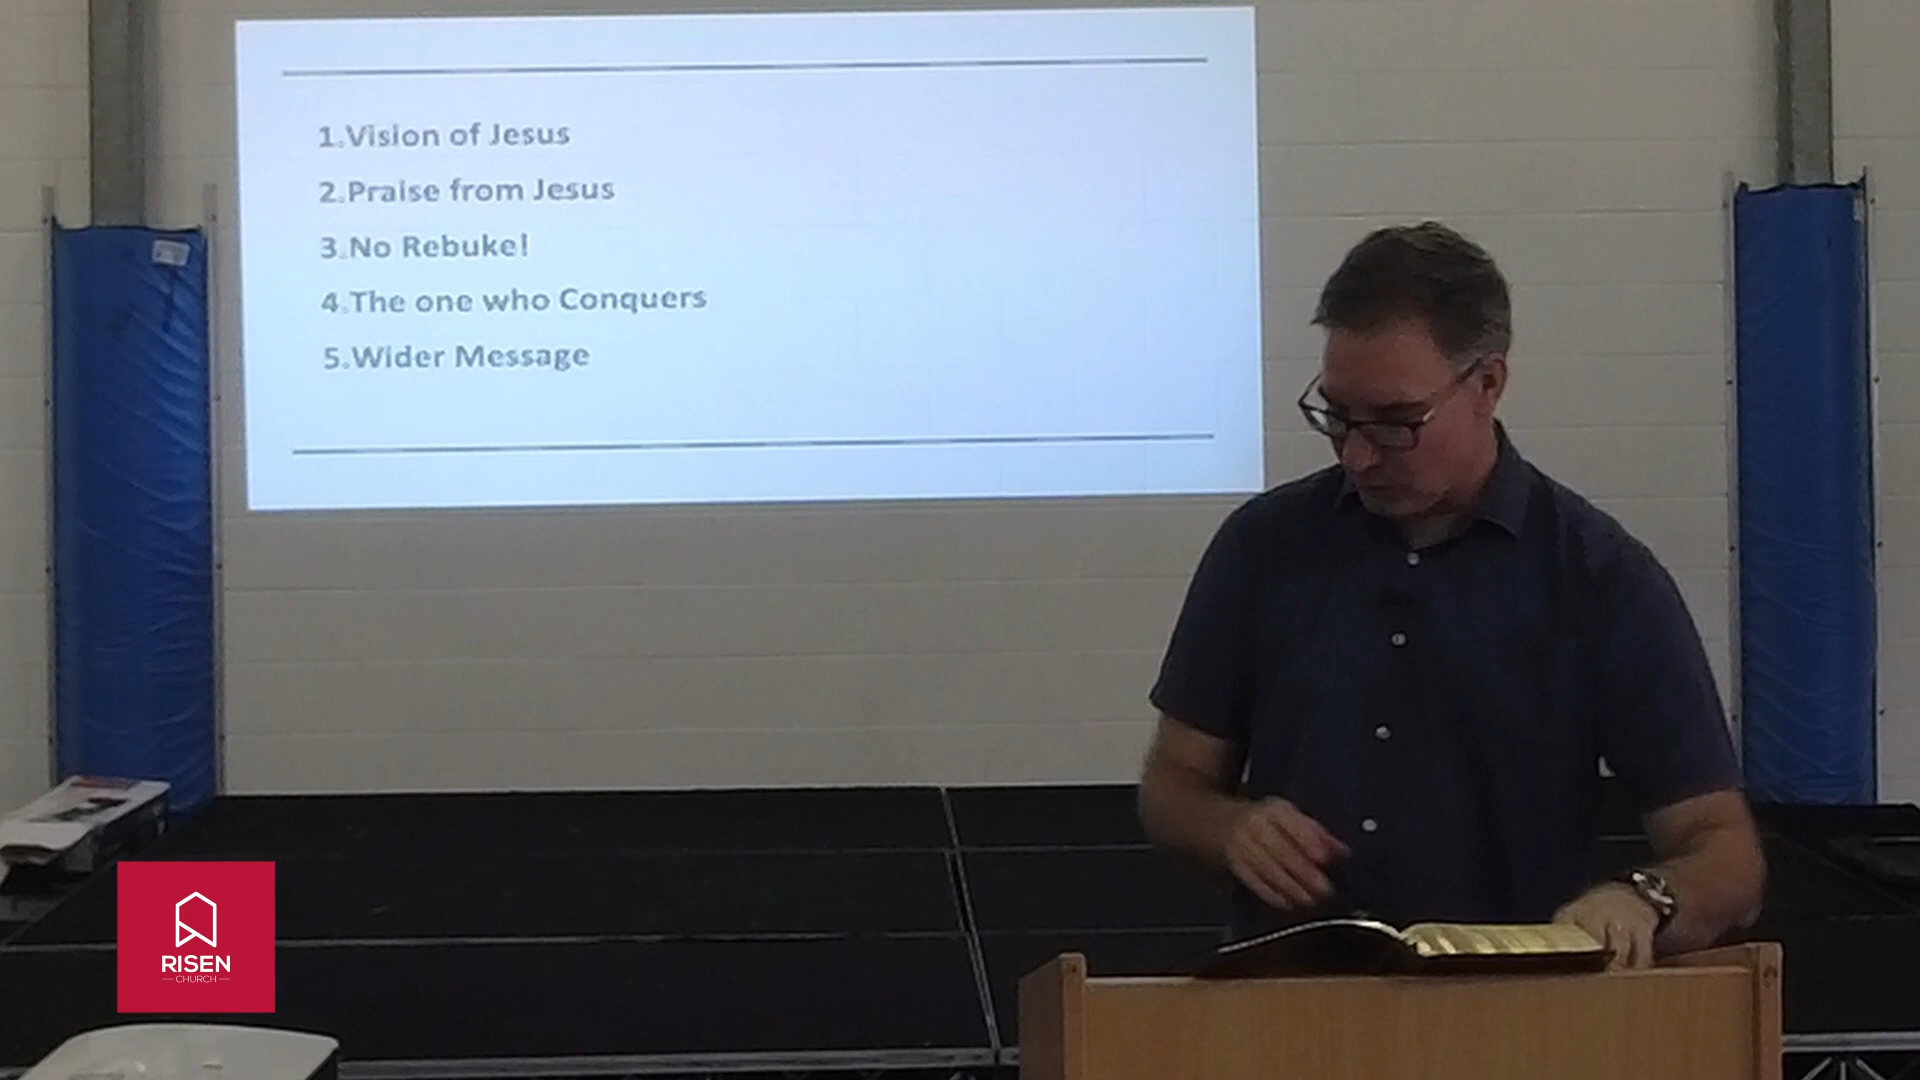 1.Vision of Jesus
2.Praise from Jesus
3.No Rebuke!
4.The one who Conquers
5.Wider Message
RISEN
CHURCH